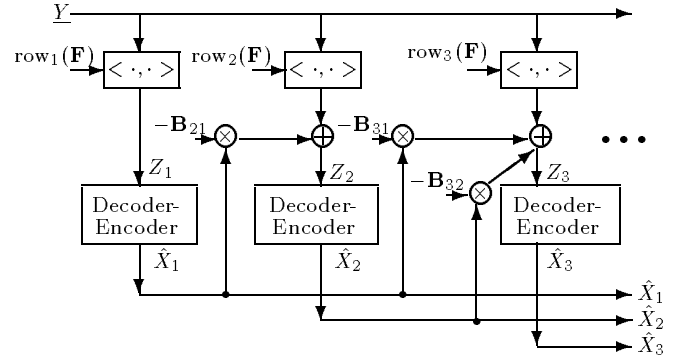 Y
row₁(F) < ·, · > row₂(F) < ·, · > row₃(F) < ·, · >
−B₂₁ × + −B₃₁ × + •••
Z₁ Z₂ −B₃₂ × Z₃
Decoder- Decoder- Decoder-
Encoder Encoder Encoder
X̂₁ X̂₂ X̂₃
X̂₁
X̂₂
X̂₃